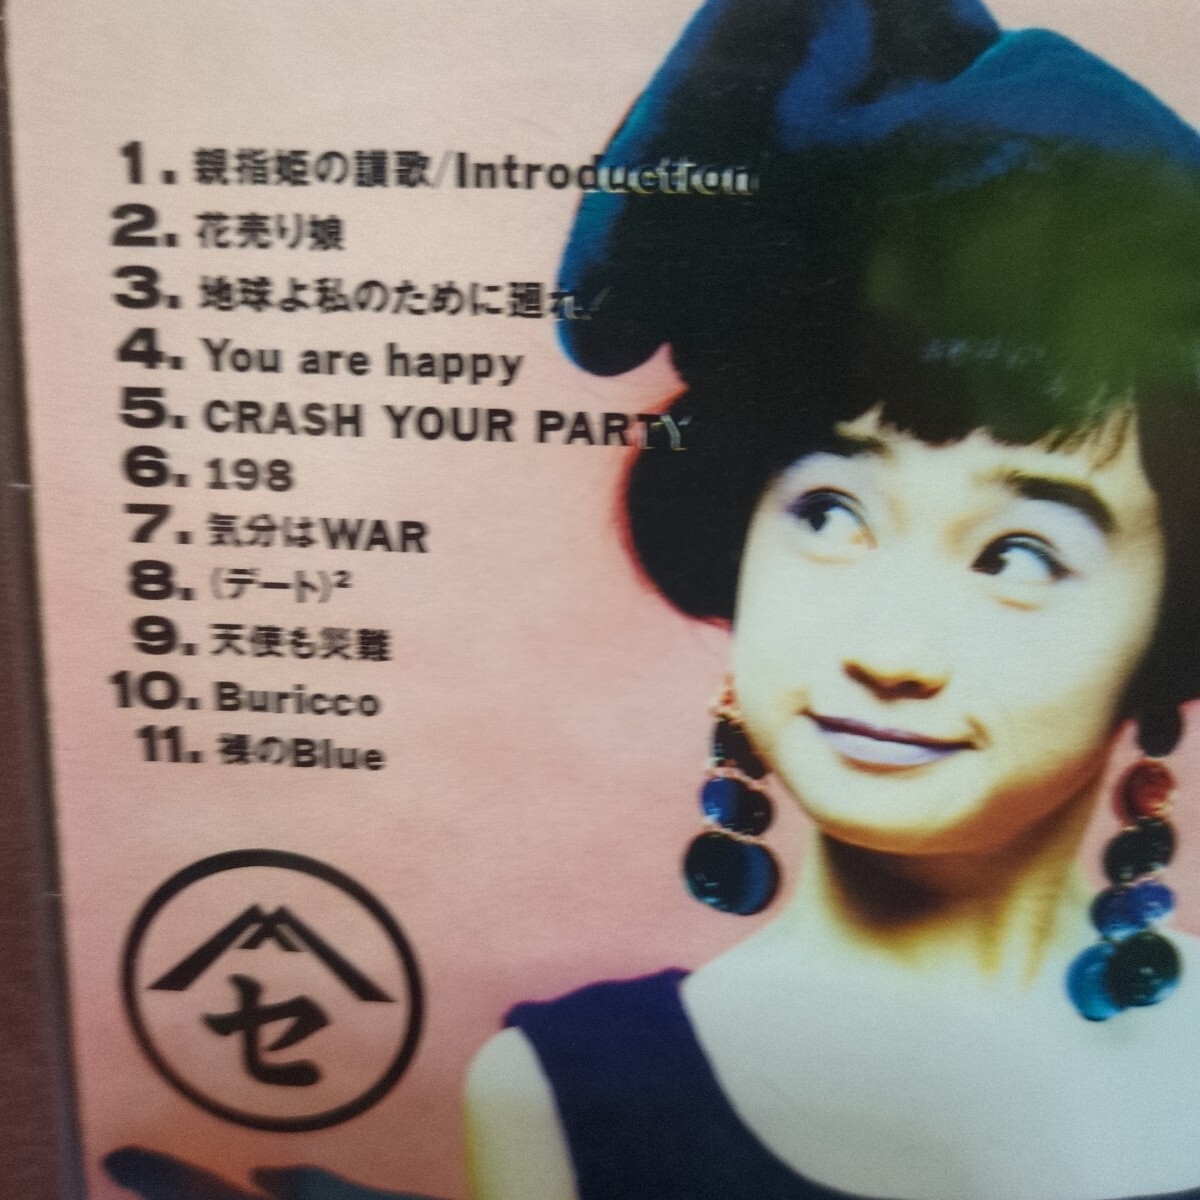 1. 親指姫の讃歌/Introduction
2. 花売り娘
3. 地球よ私のために廻れ!
4. You are happy
5. CRASH YOUR PARTY
6. 198
7. 気分はWAR
8. (デート)²
9. 天使も災難
10. Buricco
11. 裸のBlue
セ